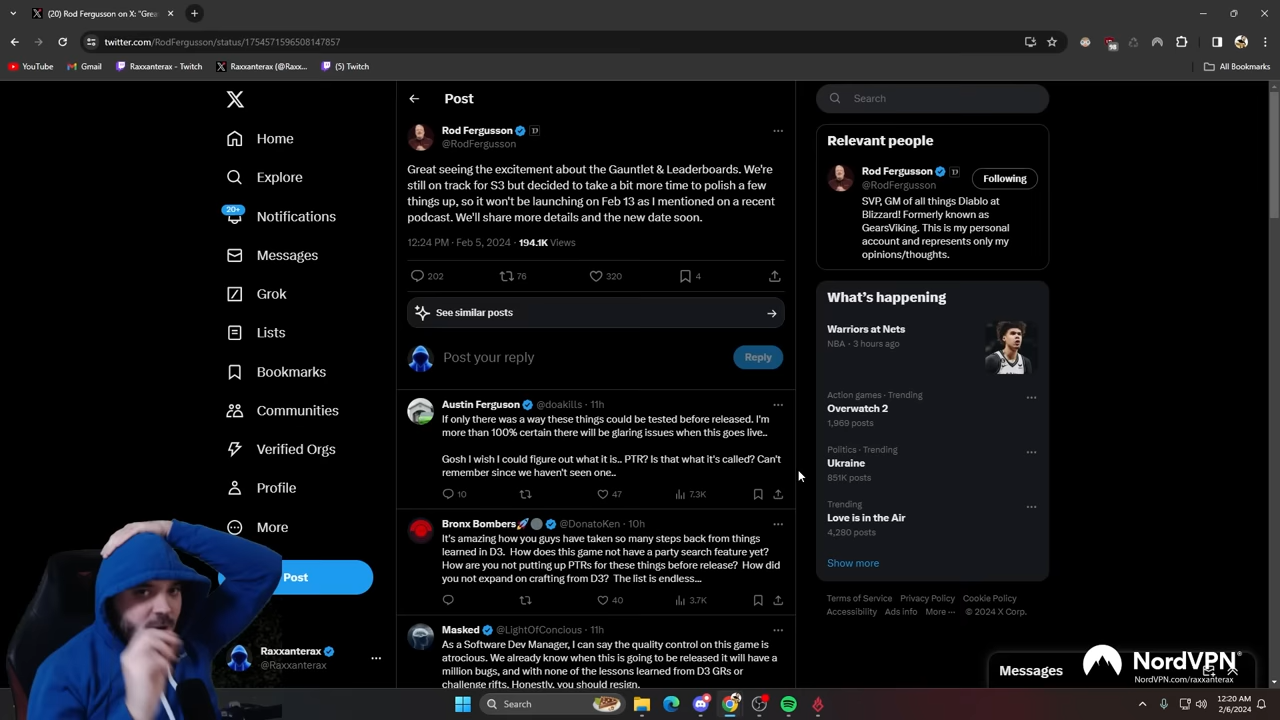 (20) Rod Fergusson on X: "Grea
twitter.com/RodFergusson/status/1754571596508147857
98
YouTube
Gmail
Raxxanterax - Twitch
Raxxanterax (@Raxx...
(5) Twitch
All Bookmarks
Home
Explore
20+
Notifications
Messages
Grok
Lists
Bookmarks
Communities
Verified Orgs
Profile
More
Post
Raxxanterax
@Raxxanterax
Post
Rod Fergusson
@RodFergusson
Great seeing the excitement about the Gauntlet & Leaderboards. We're
still on track for S3 but decided to take a bit more time to polish a few
things up, so it won't be launching on Feb 13 as I mentioned on a recent
podcast. We'll share more details and the new date soon.
12:24 PM · Feb 5, 2024 · 194.1K Views
202
76
320
4
See similar posts
Post your reply
Reply
Austin Ferguson @doakills · 11h
If only there was a way these things could be tested before released. I'm
more than 100% certain there will be glaring issues when this goes live..
Gosh I wish I could figure out what it is.. PTR? Is that what it's called? Can't
remember since we haven't seen one..
10
47
7.3K
Bronx Bombers @DonatoKen · 10h
It's amazing how you guys have taken so many steps back from things
learned in D3. How does this game not have a party search feature yet?
How are you not putting up PTRs for these things before release? How did
you not expand on crafting from D3? The list is endless...
40
3.7K
Masked @LightOfConcious · 11h
As a Software Dev Manager, I can say the quality control on this game is
atrocious. We already know when this is going to be released it will have a
million bugs, and with none of the lessons learned from D3 GRs or
challenge rifts. Honestly, you should resign.
Search
Relevant people
Rod Fergusson
@RodFergusson
Following
SVP, GM of all things Diablo at
Blizzard! Formerly known as
GearsViking. This is my personal
account and represents only my
opinions/thoughts.
What's happening
Warriors at Nets
NBA · 3 hours ago
Action games · Trending
Overwatch 2
1,969 posts
Politics · Trending
Ukraine
851K posts
Trending
Love is in the Air
4,280 posts
Show more
Terms of Service Privacy Policy Cookie Policy
Accessibility Ads info More ··· © 2024 X Corp.
Messages
NordVPN®
NordVPN.com/raxxanterax
Search
12:20 AM
2/6/2024